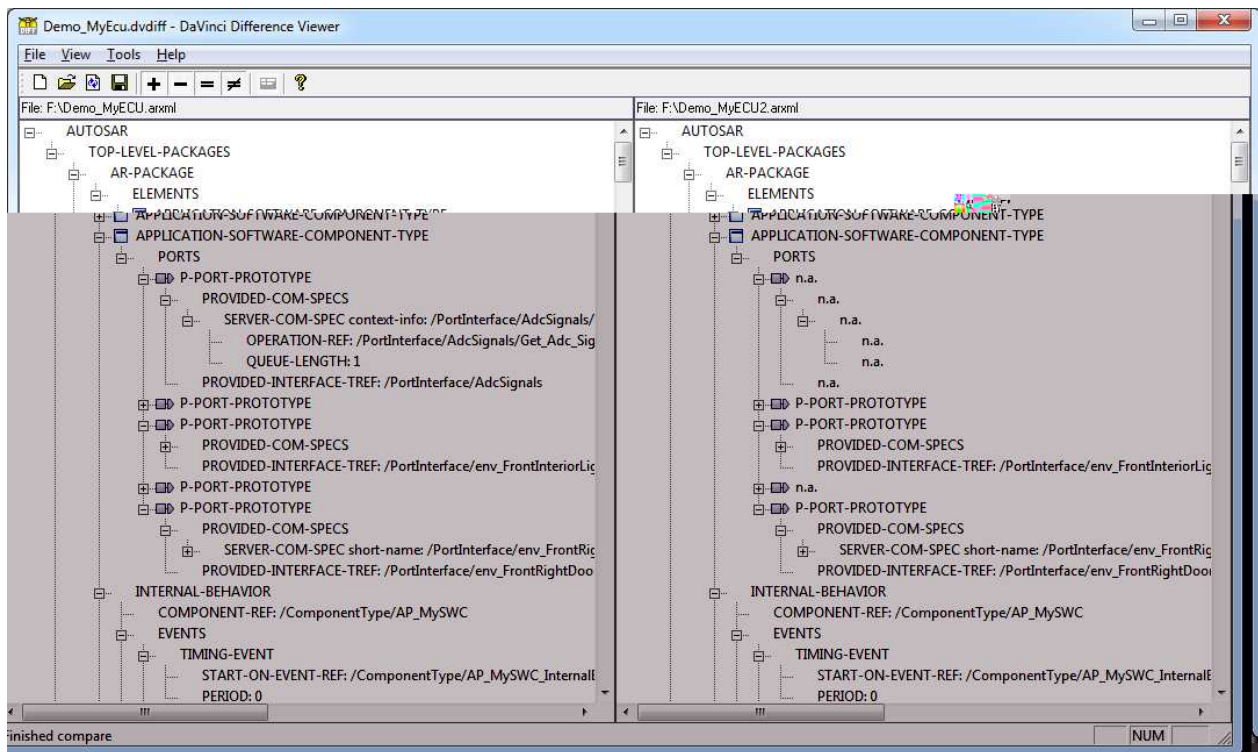 Demo_MyEcu.dvdiff - DaVinci Difference Viewer
File View Tools Help
File: F:\Demo_MyECU.arxml
AUTOSAR
TOP-LEVEL-PACKAGES
AR-PACKAGE
ELEMENTS
APPLICATION-SOFTWARE-COMPONENT-TYPE
APPLICATION-SOFTWARE-COMPONENT-TYPE
PORTS
P-PORT-PROTOTYPE
PROVIDED-COM-SPECS
SERVER-COM-SPEC context-info: /PortInterface/AdcSignals/
OPERATION-REF: /PortInterface/AdcSignals/Get_Adc_Sig
QUEUE-LENGTH: 1
PROVIDED-INTERFACE-TREF: /PortInterface/AdcSignals
P-PORT-PROTOTYPE
P-PORT-PROTOTYPE
PROVIDED-COM-SPECS
PROVIDED-INTERFACE-TREF: /PortInterface/env_FrontInteriorLig
P-PORT-PROTOTYPE
P-PORT-PROTOTYPE
PROVIDED-COM-SPECS
SERVER-COM-SPEC short-name: /PortInterface/env_FrontRig
PROVIDED-INTERFACE-TREF: /PortInterface/env_FrontRightDoo
INTERNAL-BEHAVIOR
COMPONENT-REF: /ComponentType/AP_MySWC
EVENTS
TIMING-EVENT
START-ON-EVENT-REF: /ComponentType/AP_MySWC_InternalE
PERIOD: 0
File: F:\Demo_MyECU2.arxml
AUTOSAR
TOP-LEVEL-PACKAGES
AR-PACKAGE
ELEMENTS
APPLICATION-SOFTWARE-COMPONENT-TYPE
APPLICATION-SOFTWARE-COMPONENT-TYPE
PORTS
n.a.
n.a.
n.a.
n.a.
n.a.
n.a.
P-PORT-PROTOTYPE
P-PORT-PROTOTYPE
PROVIDED-COM-SPECS
PROVIDED-INTERFACE-TREF: /PortInterface/env_FrontInteriorLig
n.a.
P-PORT-PROTOTYPE
PROVIDED-COM-SPECS
SERVER-COM-SPEC short-name: /PortInterface/env_FrontRig
PROVIDED-INTERFACE-TREF: /PortInterface/env_FrontRightDoor
INTERNAL-BEHAVIOR
COMPONENT-REF: /ComponentType/AP_MySWC
EVENTS
TIMING-EVENT
START-ON-EVENT-REF: /ComponentType/AP_MySWC_InternalE
PERIOD: 0
Finished compare
NUM